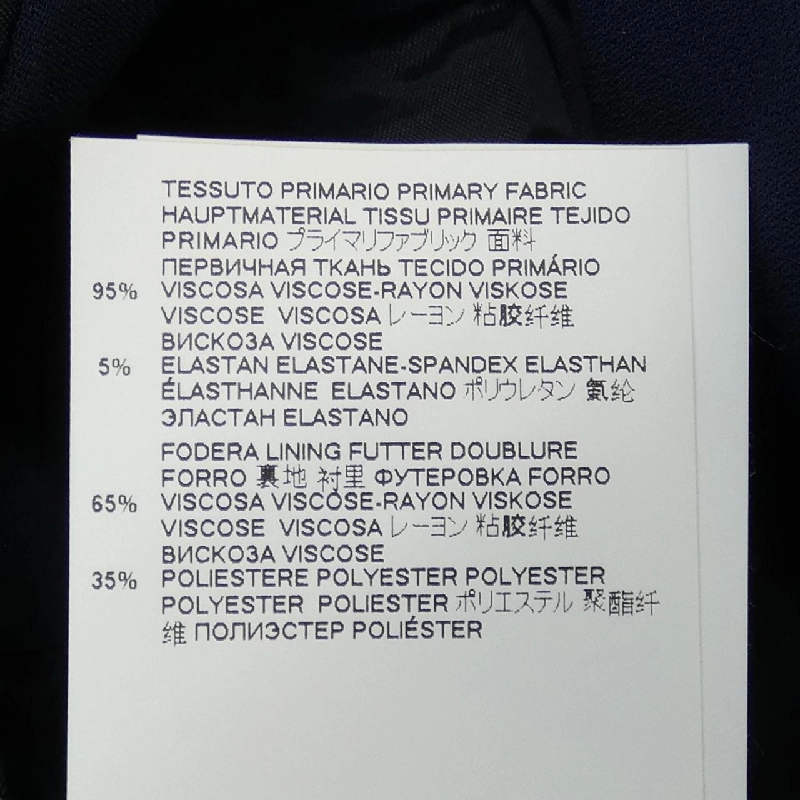 TESSUTO PRIMARIO PRIMARY FABRIC
HAUPTMATERIAL TISSU PRIMAIRE TEJIDO
PRIMARIO プライマリファブリック 面料
ПЕРВИЧНАЯ ТКАНЬ TECIDO PRIMÁRIO
95% VISCOSA VISCOSE-RAYON VISKOSE
VISCOSE VISCOSA レーヨン 粘胶纤维
ВИСКОЗА VISCOSE
5% ELASTAN ELASTANE-SPANDEX ELASTHAN
ÉLASTHANNE ELASTANO ポリウレタン 氨纶
ЭЛАСТАН ELASTANO
FODERA LINING FUTTER DOUBLURE
FORRO 裏地 衬里 ФУТЕРОВКА FORRO
65% VISCOSA VISCOSE-RAYON VISKOSE
VISCOSE VISCOSA レーヨン 粘胶纤维
ВИСКОЗА VISCOSE
35% POLIESTERE POLYESTER POLYESTER
POLYESTER POLIESTER ポリエステル 聚酯纤
维 ПОЛИЭСТЕР POLIÉSTER